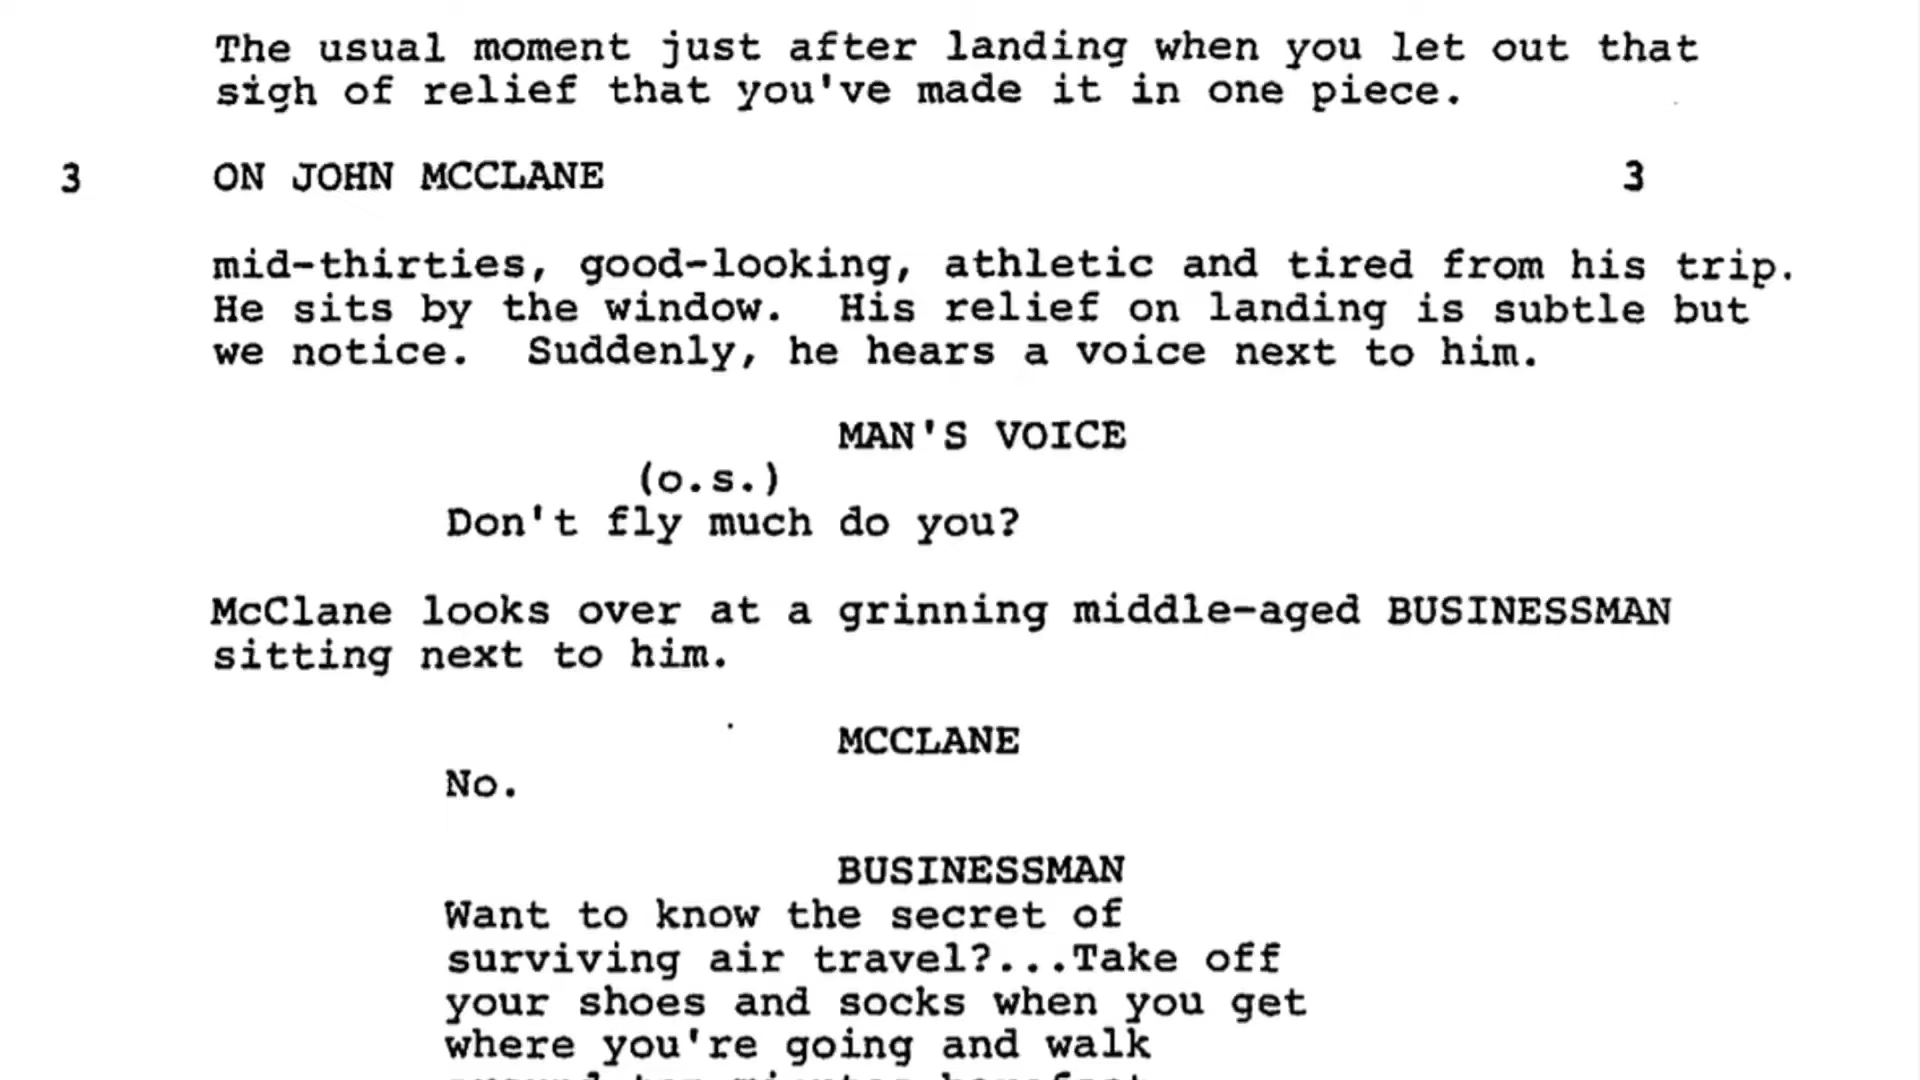 The usual moment just after landing when you let out that
sigh of relief that you've made it in one piece.
3 ON JOHN MCCLANE 3
mid-thirties, good-looking, athletic and tired from his trip.
He sits by the window. His relief on landing is subtle but
we notice. Suddenly, he hears a voice next to him.
MAN'S VOICE
(o.s.)
Don't fly much do you?
McClane looks over at a grinning middle-aged BUSINESSMAN
sitting next to him.
MCCLANE
No.
BUSINESSMAN
Want to know the secret of
surviving air travel?...Take off
your shoes and socks when you get
where you're going and walk